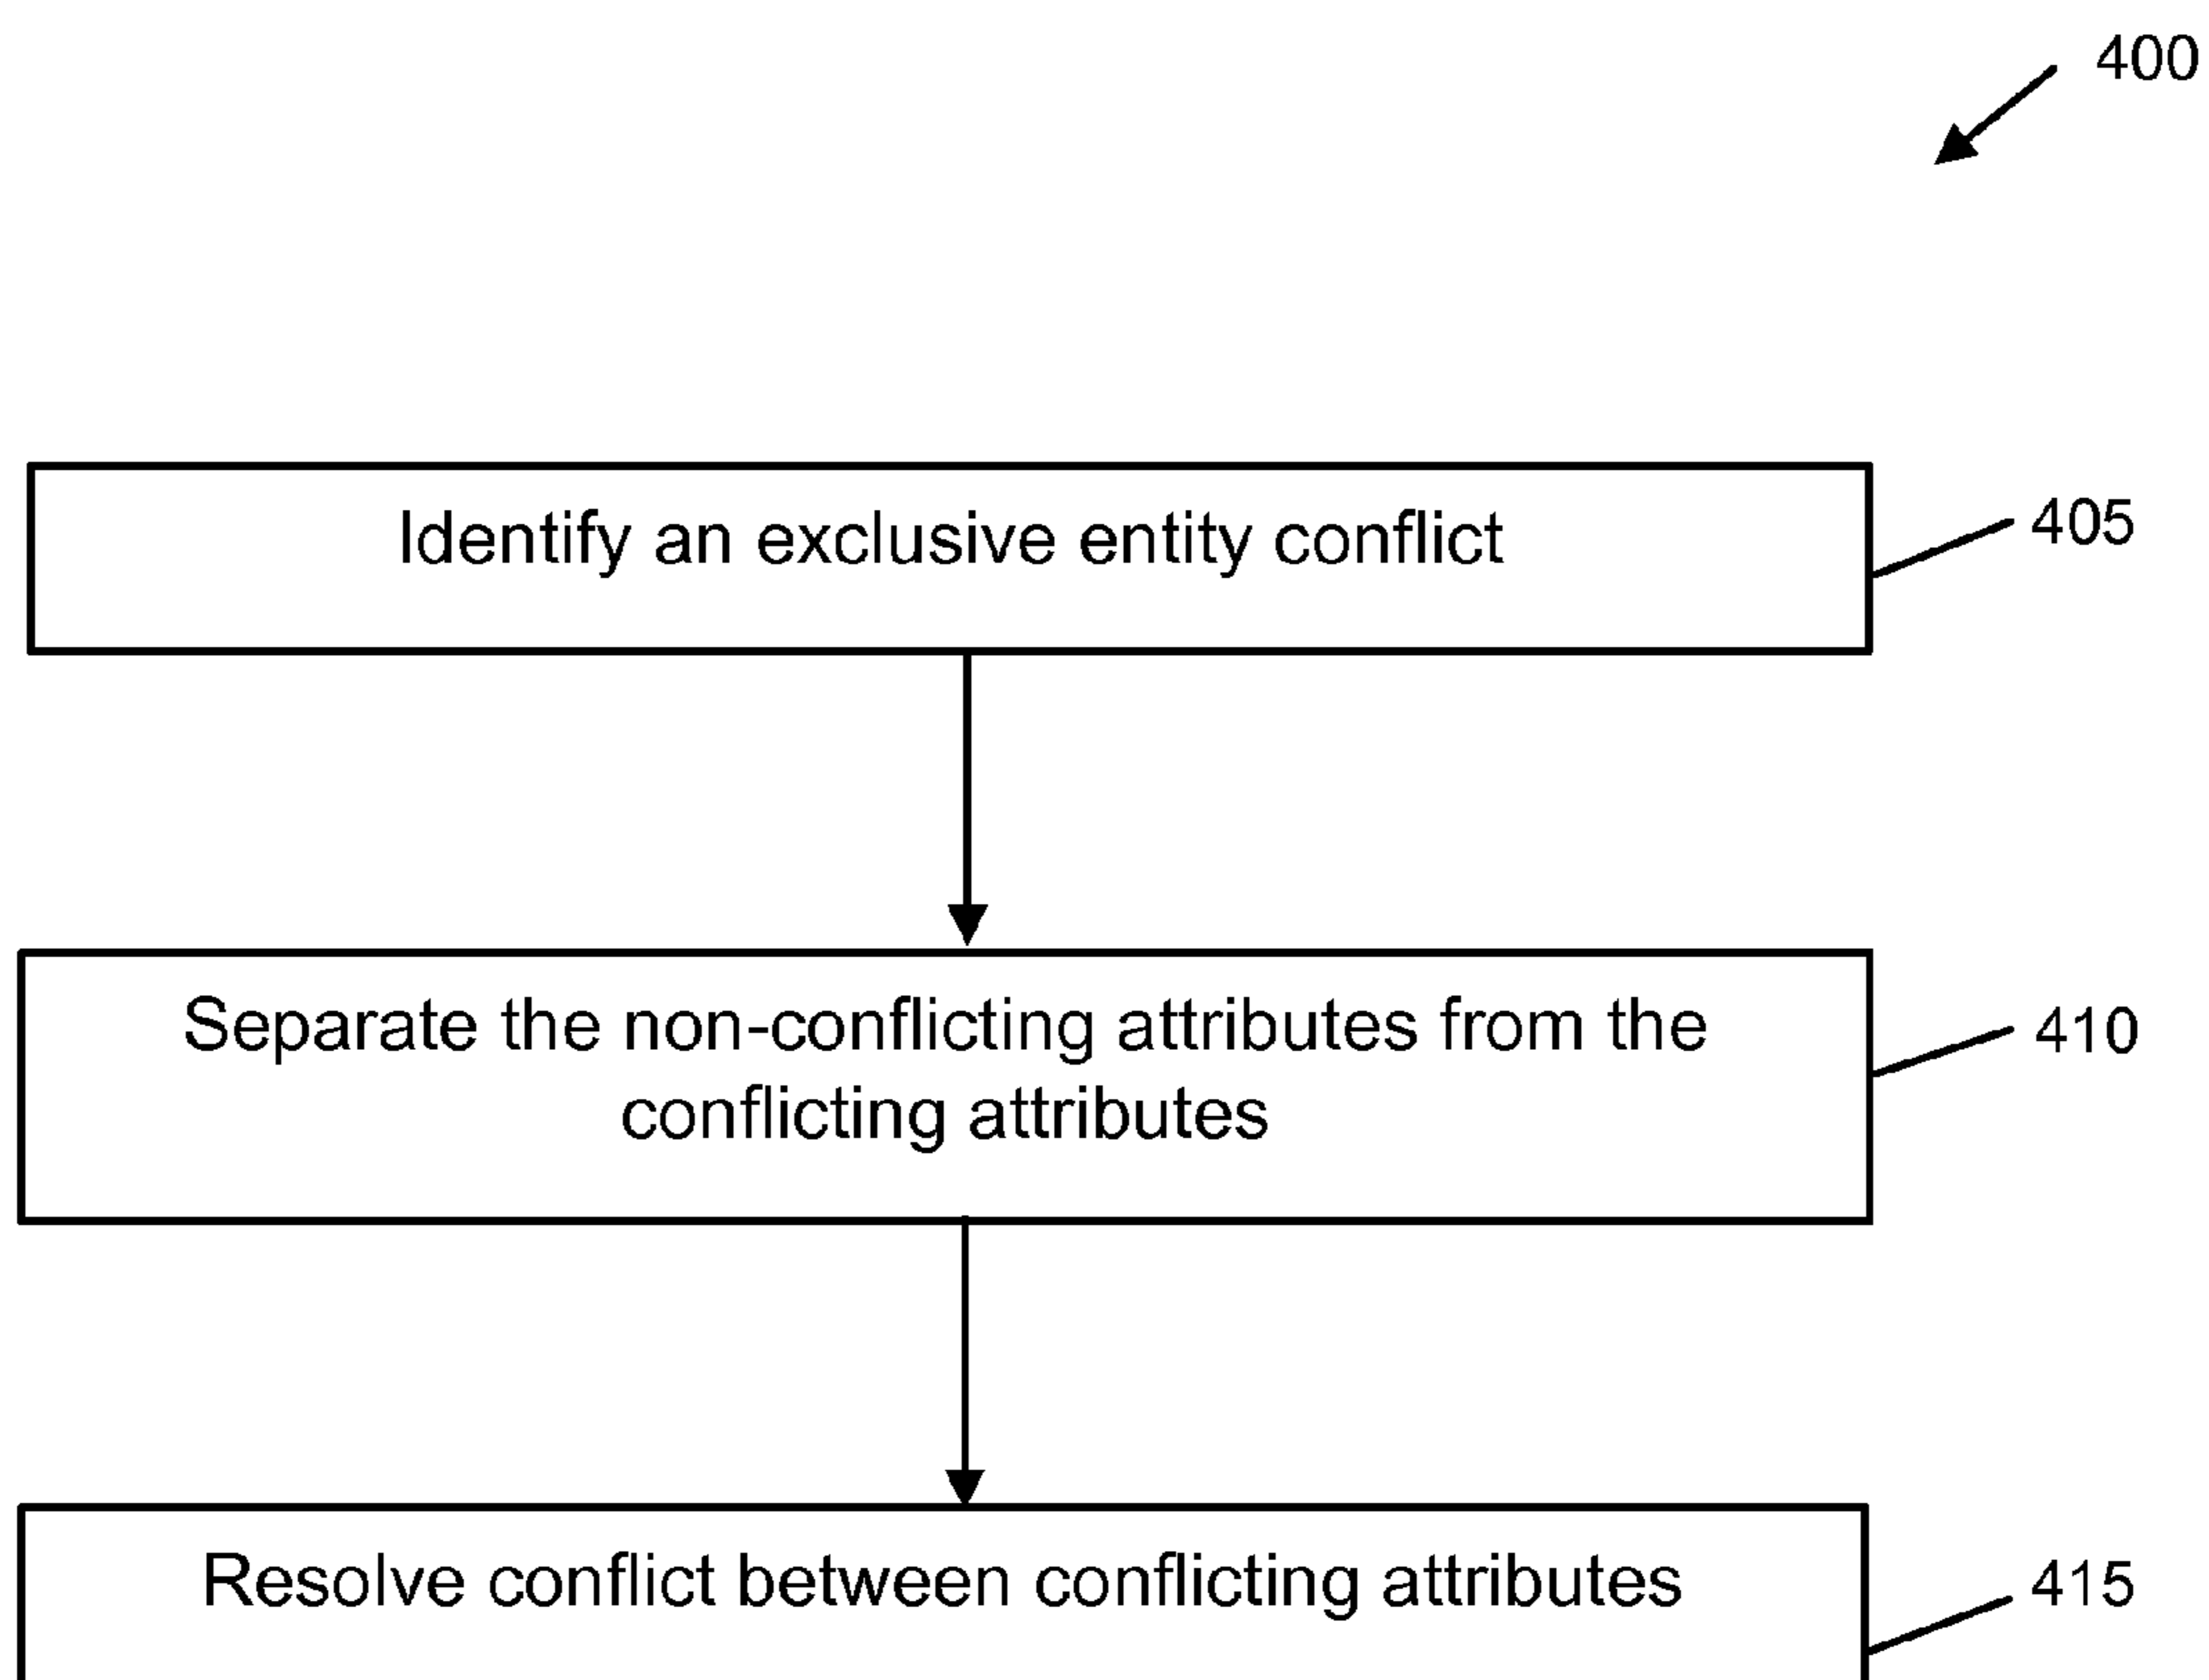 400
Identify an exclusive entity conflict
405
Separate the non-conflicting attributes from the
conflicting attributes
410
Resolve conflict between conflicting attributes
415